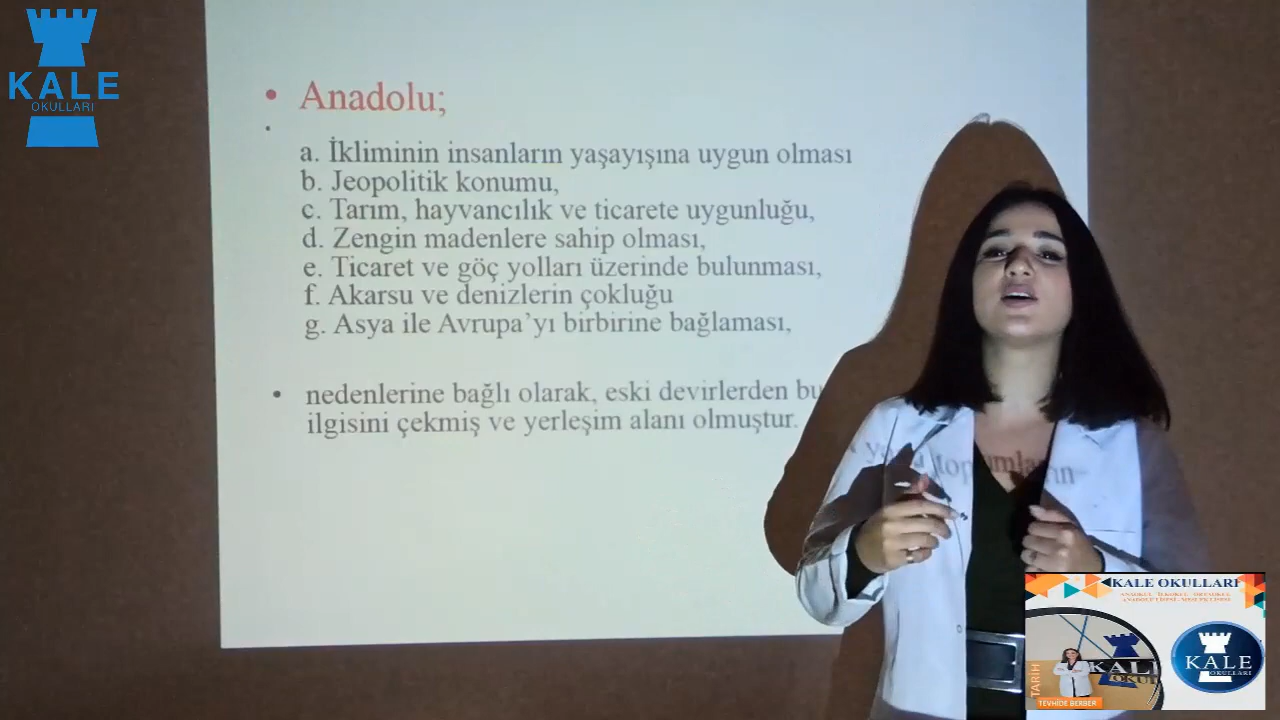 KALE
OKULLARI
• Anadolu;
•
a. İkliminin insanların yaşayışına uygun olması
b. Jeopolitik konumu,
c. Tarım, hayvancılık ve ticarete uygunluğu,
d. Zengin madenlere sahip olması,
e. Ticaret ve göç yolları üzerinde bulunması,
f. Akarsu ve denizlerin çokluğu
g. Asya ile Avrupa’yı birbirine bağlaması,
• nedenlerine bağlı olarak, eski devirlerden bu
ilgisini çekmiş ve yerleşim alanı olmuştur.
KALE OKULLARI
KALE
OKULLARI
TARİH
TEVHİDE BERBER